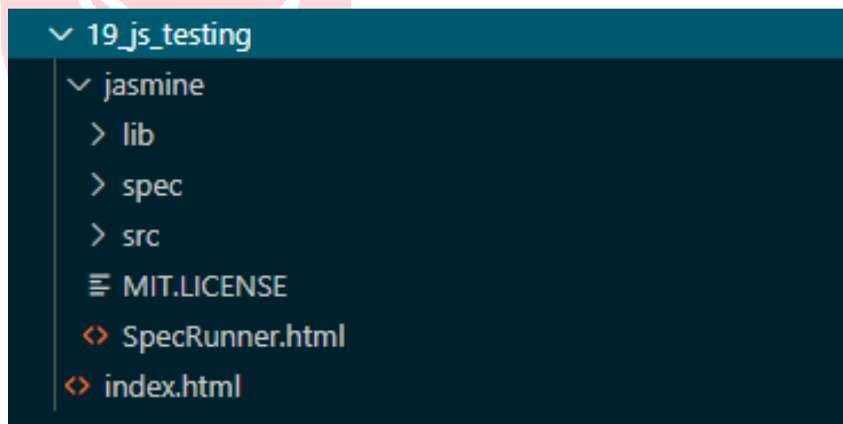 19_js_testing
jasmine
lib
spec
src
MIT.LICENSE
SpecRunner.html
index.html